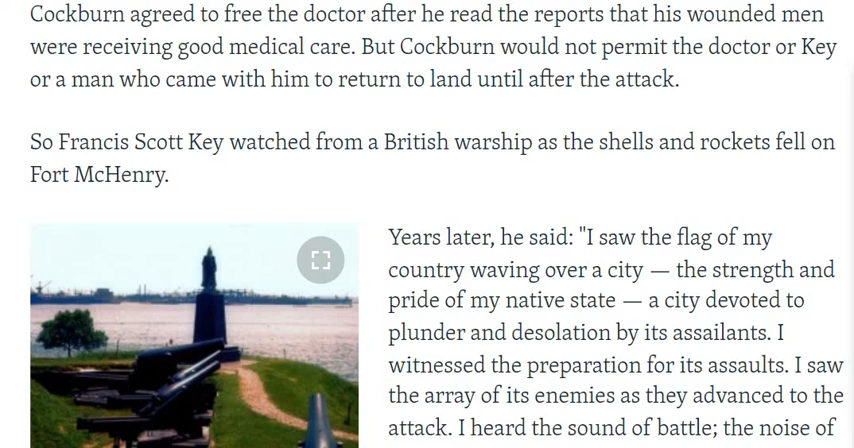 Cockburn agreed to free the doctor after he read the reports that his wounded men
were receiving good medical care. But Cockburn would not permit the doctor or Key
or a man who came with him to return to land until after the attack.
So Francis Scott Key watched from a British warship as the shells and rockets fell on
Fort McHenry.
Years later, he said: "I saw the flag of my
country waving over a city — the strength and
pride of my native state — a city devoted to
plunder and desolation by its assailants. I
witnessed the preparation for its assaults. I saw
the array of its enemies as they advanced to the
attack. I heard the sound of battle; the noise of